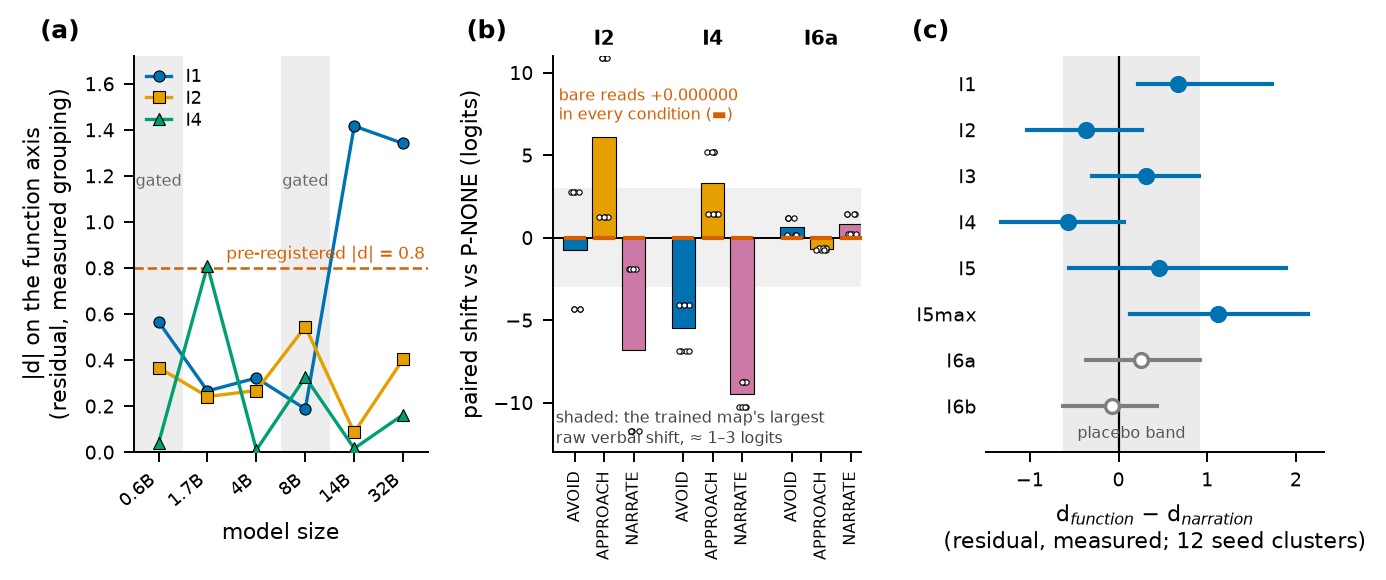 (a)
|d| on the function axis
(residual, measured grouping)
1.6
1.4
1.2
1.0
0.8
0.6
0.4
0.2
0.0
I1
I2
I4
gated
gated
pre-registered |d| = 0.8
0.6B
1.7B
4B
8B
14B
32B
model size
(b)
I2
I4
I6a
paired shift vs P-NONE (logits)
10
5
0
−5
−10
bare reads +0.000000
in every condition ( )
shaded: the trained map's largest
raw verbal shift, ≈ 1–3 logits
AVOID
APPROACH
NARRATE
AVOID
APPROACH
NARRATE
AVOID
APPROACH
NARRATE
(c)
I1
I2
I3
I4
I5
I5max
I6a
I6b
placebo band
−1
0
1
2
d function − d narration
(residual, measured; 12 seed clusters)